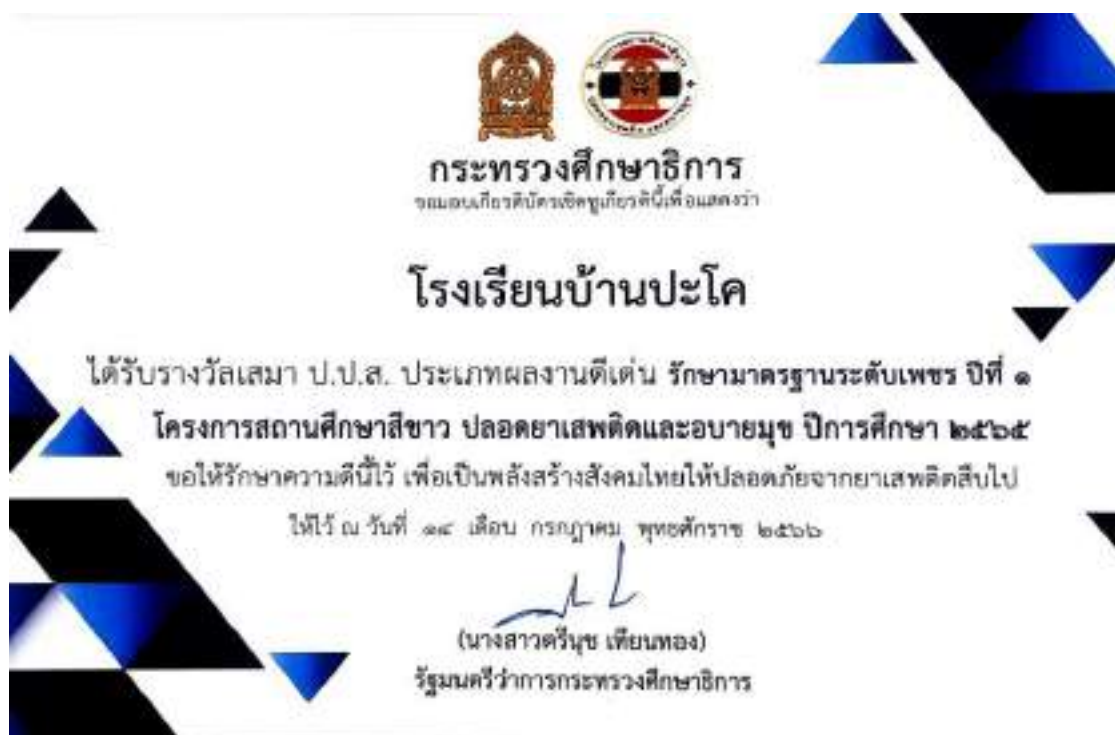 กระทรวงศึกษาธิการ
ขอมอบเกียรติบัตรเชิดชูเกียรตินี้เพื่อแสดงว่า
โรงเรียนบ้านปะโค
ได้รับรางวัลเสมา ป.ป.ส. ประเภทผลงานดีเด่น รักษามาตรฐานระดับเพชร ปีที่ ๑
โครงการสถานศึกษาสีขาว ปลอดยาเสพติดและอบายมุข ปีการศึกษา ๒๕๖๕
ขอให้รักษาความดีนี้ไว้ เพื่อเป็นพลังสร้างสังคมไทยให้ปลอดภัยจากยาเสพติดสืบไป
ให้ไว้ ณ วันที่ ๑๔ เดือน กรกฎาคม พุทธศักราช ๒๕๖๖
(นางสาวตรีนุช เทียนทอง)
รัฐมนตรีว่าการกระทรวงศึกษาธิการ